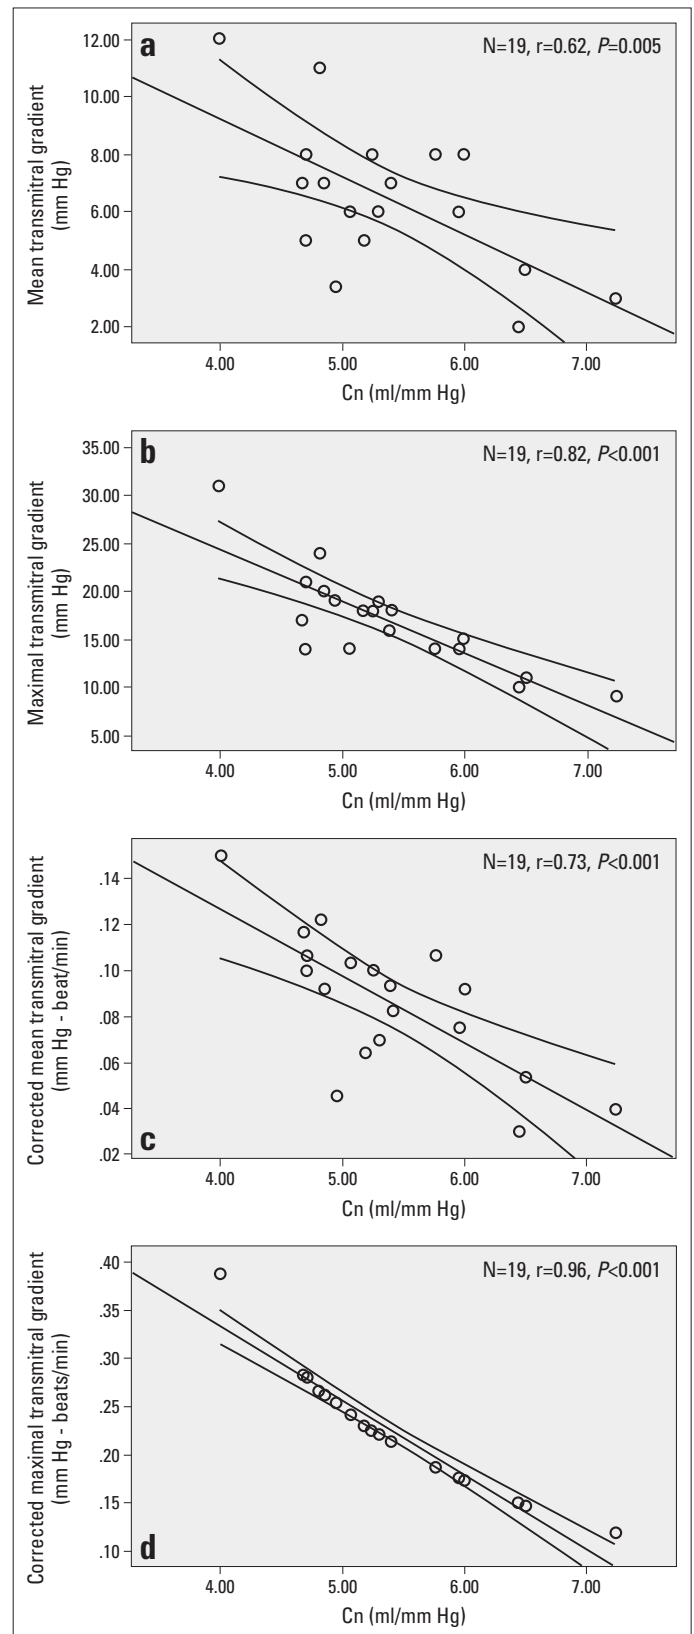 a
N=19, r=0.62, P=0.005
Mean transmitral gradient
(mm Hg)
12.00
10.00
8.00
6.00
4.00
2.00
4.00 5.00 6.00 7.00
Cn (ml/mm Hg)
b
N=19, r=0.82, P<0.001
Maximal transmitral gradient
(mm Hg)
35.00
30.00
25.00
20.00
15.00
10.00
5.00
4.00 5.00 6.00 7.00
Cn (ml/mm Hg)
N=19, r=0.73, P<0.001
Corrected mean transmitral gradient
(mm Hg - beat/min)
.14
.12
.10
.08
.06
.04
.02
c
4.00 5.00 6.00 7.00
Cn (ml/mm Hg)
N=19, r=0.96, P<0.001
Corrected maximal transmitral gradient
(mm Hg - beats/min)
.40
.35
.30
.25
.20
.15
.10
d
4.00 5.00 6.00 7.00
Cn (ml/mm Hg)